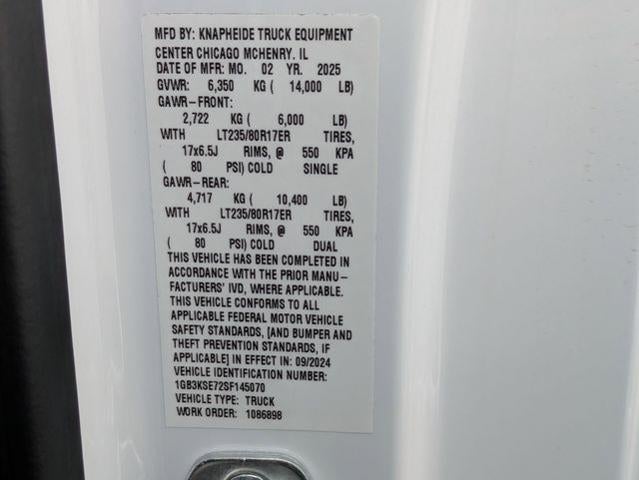 MFD BY: KNAPHEIDE TRUCK EQUIPMENT
CENTER CHICAGO MCHENRY, IL
DATE OF MFR: MO. 02 YR. 2025
GVWR: 6,350 KG ( 14,000 LB)
GAWR-FRONT:
2,722 KG ( 6,000 LB)
WITH LT235/80R17ER TIRES,
17x6.5J RIMS, @ 550 KPA
( 80 PSI) COLD SINGLE
GAWR-REAR:
4,717 KG ( 10,400 LB)
WITH LT235/80R17ER TIRES,
17x6.5J RIMS, @ 550 KPA
( 80 PSI) COLD DUAL
THIS VEHICLE HAS BEEN COMPLETED IN
ACCORDANCE WITH THE PRIOR MANU-
FACTURERS' IVD, WHERE APPLICABLE.
THIS VEHICLE CONFORMS TO ALL
APPLICABLE FEDERAL MOTOR VEHICLE
SAFETY STANDARDS, [AND BUMPER AND
THEFT PREVENTION STANDARDS, IF
APPLICABLE] IN EFFECT IN: 09/2024
VEHICLE IDENTIFICATION NUMBER:
1GB3KSE72SF145070
VEHICLE TYPE: TRUCK
WORK ORDER: 1086898